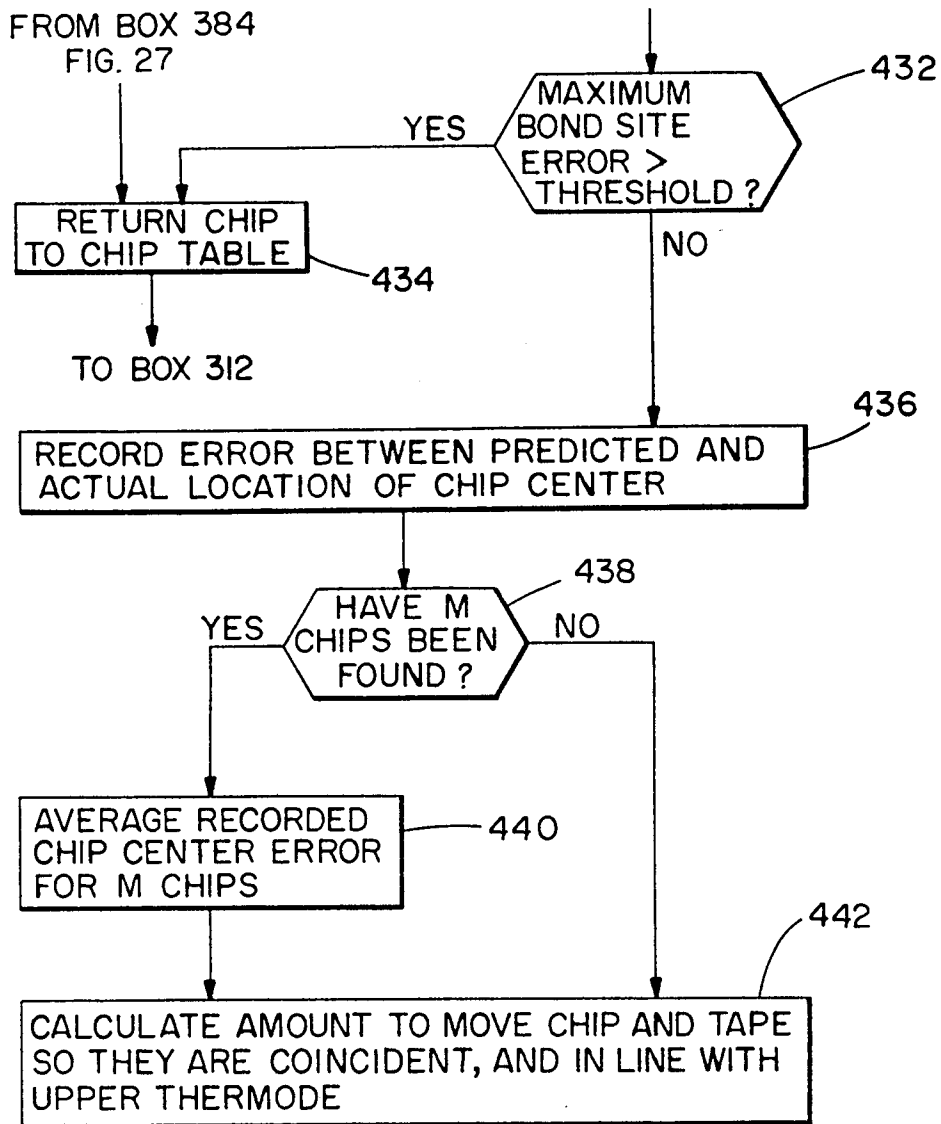 FROM BOX 384
FIG. 27
432
MAXIMUM
BOND SITE
ERROR >
THRESHOLD ?
YES
NO
RETURN CHIP
TO CHIP TABLE
434
TO BOX 312
436
RECORD ERROR BETWEEN PREDICTED AND
ACTUAL LOCATION OF CHIP CENTER
438
HAVE M
CHIPS BEEN
FOUND ?
YES
NO
AVERAGE RECORDED
CHIP CENTER ERROR
FOR M CHIPS
440
442
CALCULATE AMOUNT TO MOVE CHIP AND TAPE
SO THEY ARE COINCIDENT, AND IN LINE WITH
UPPER THERMODE